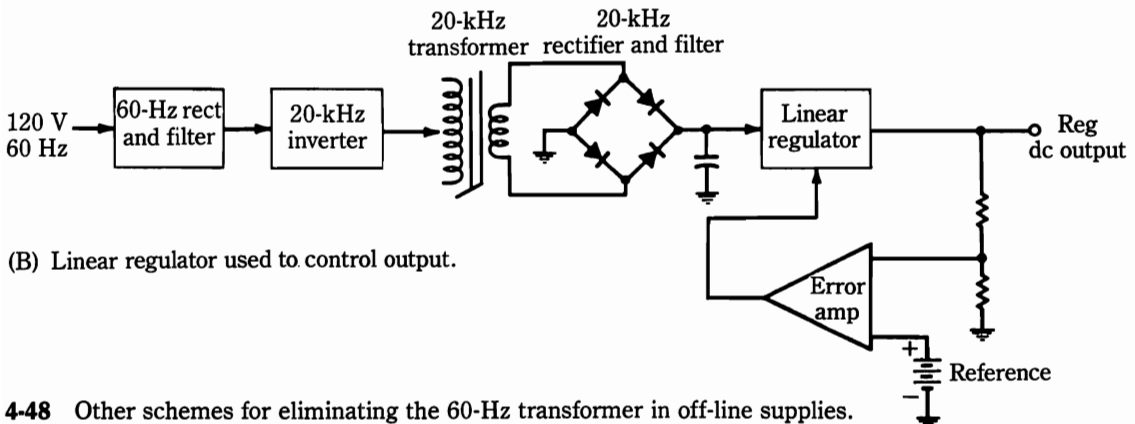 20-kHz
transformer
20-kHz
rectifier and filter
120 V
60 Hz
60-Hz rect
and filter
20-kHz
inverter
Linear
regulator
Reg
dc output
(B) Linear regulator used to control output.
Error
amp
+
−
Reference
4-48 Other schemes for eliminating the 60-Hz transformer in off-line supplies.